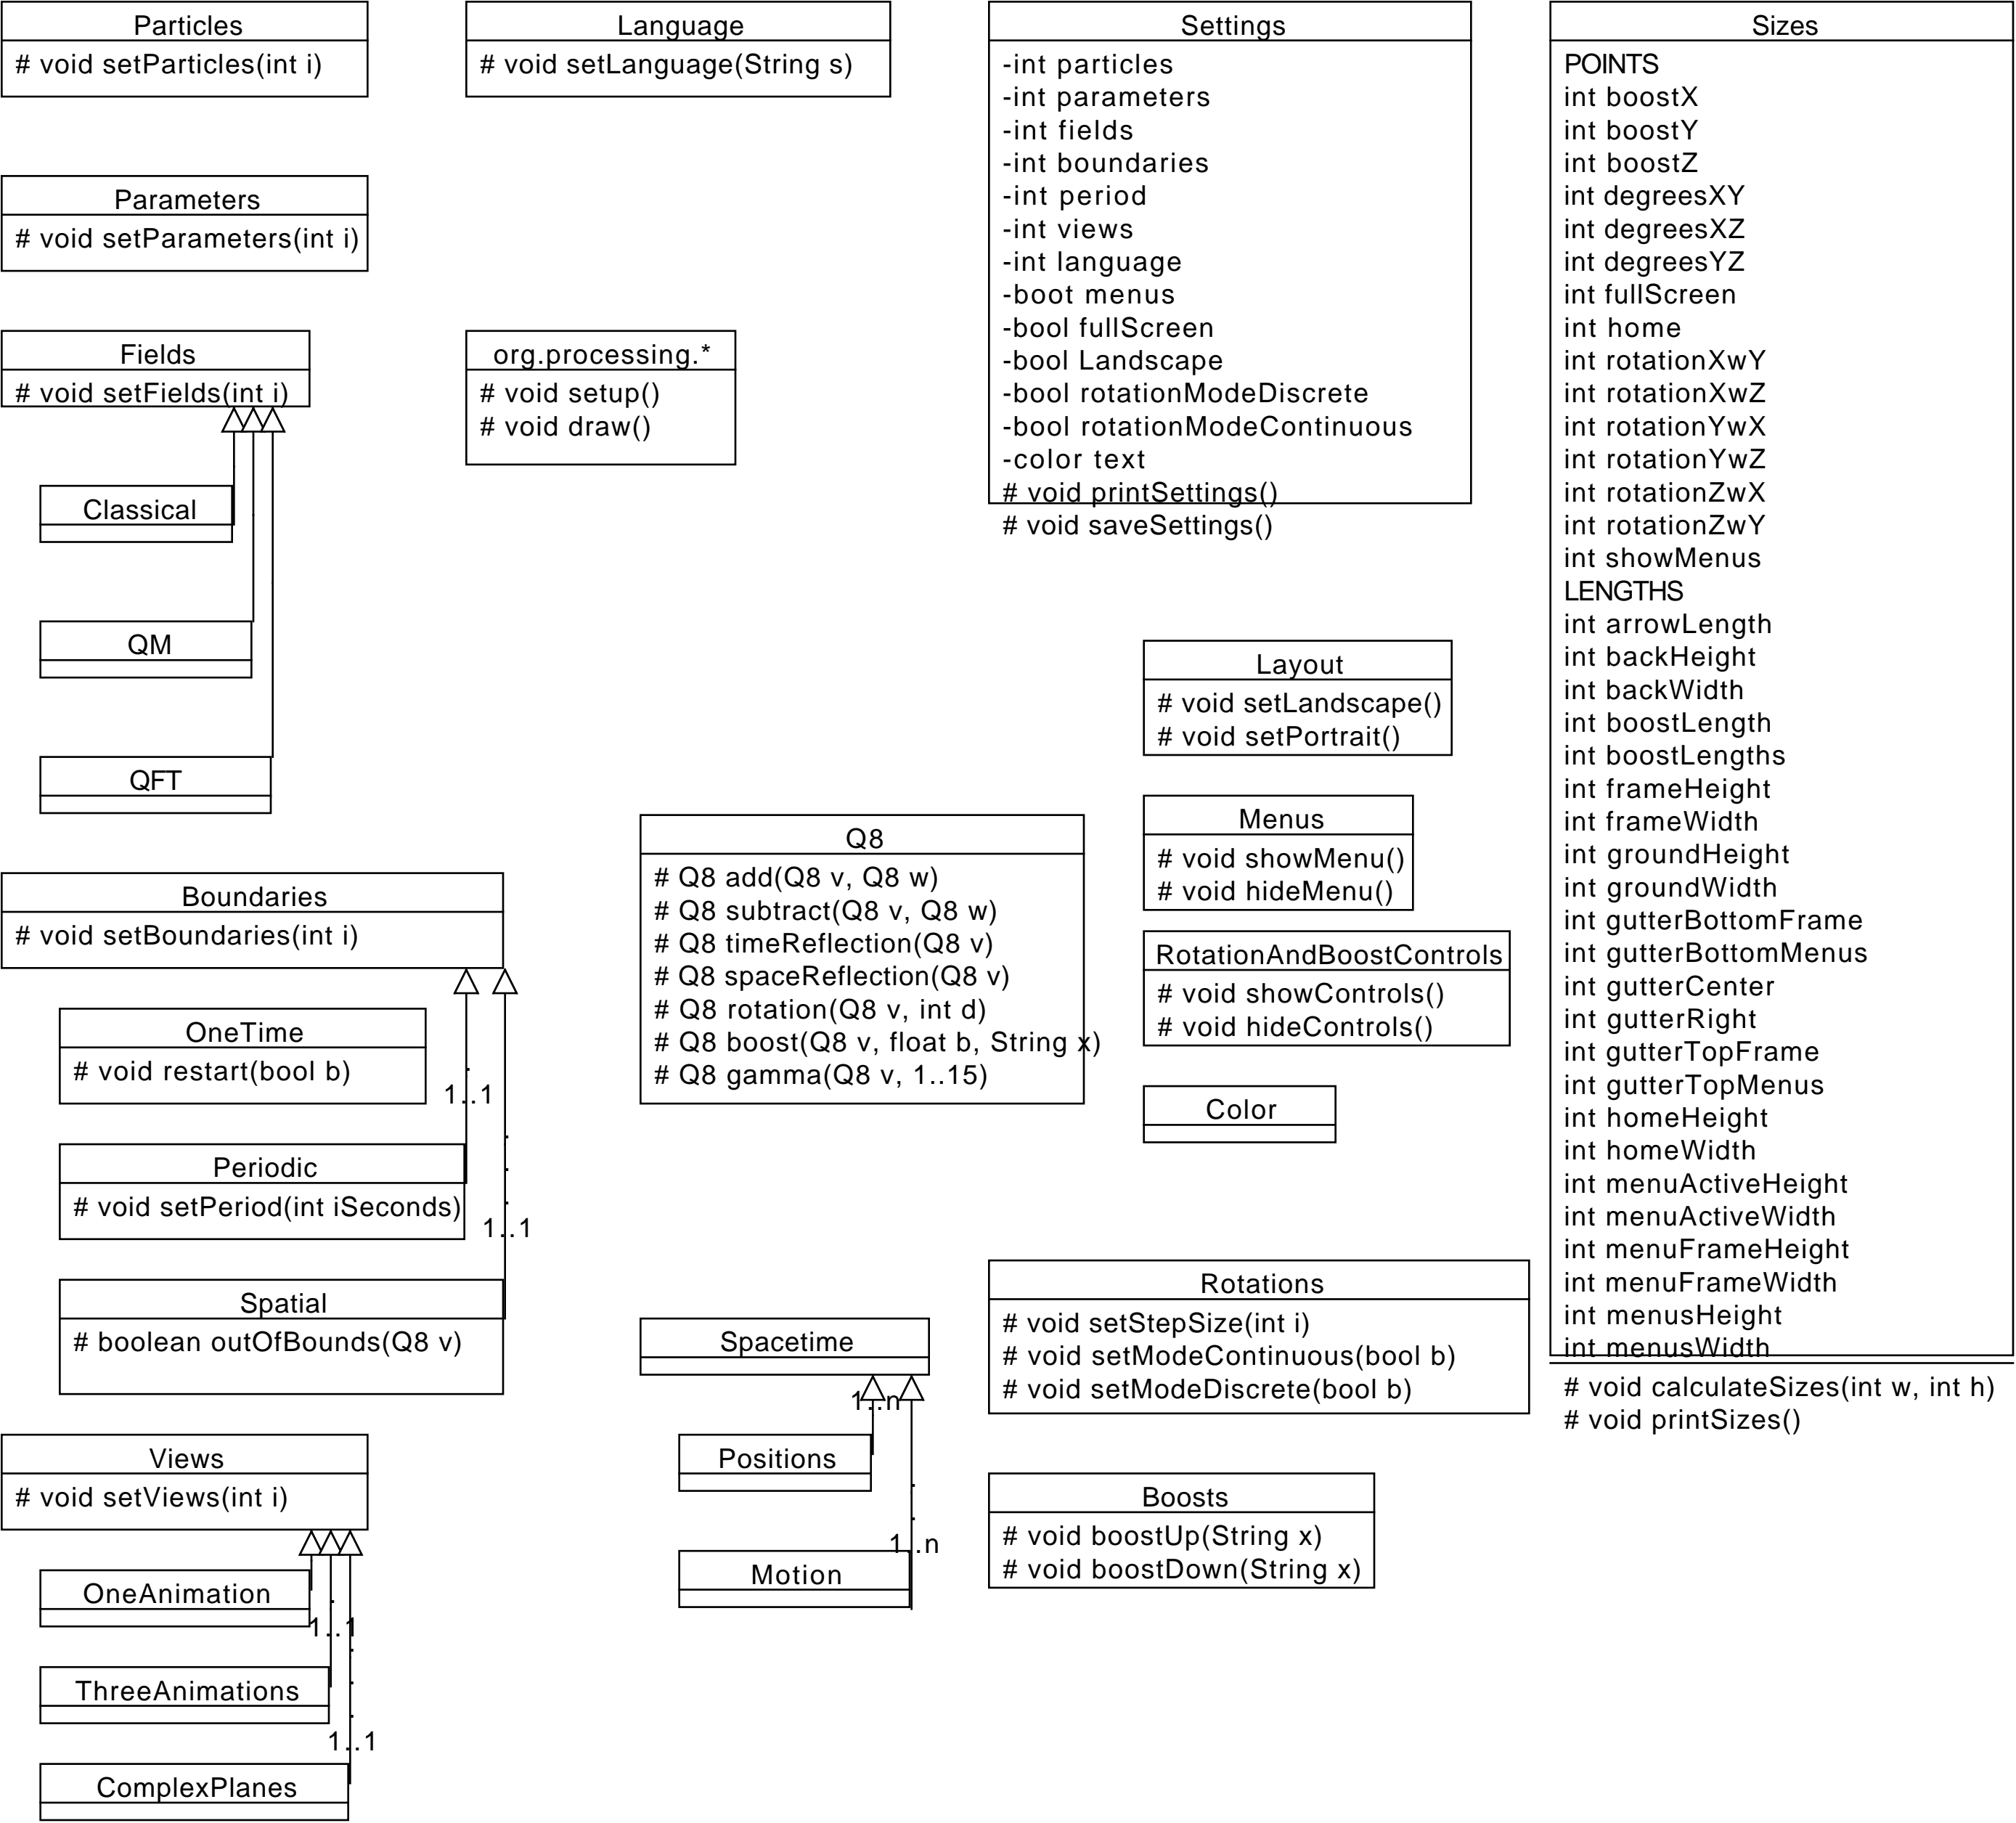 Particles
# void setParticles(int i)
Parameters
# void setParameters(int i)
Fields
# void setFields(int i)
Classical
QM
QFT
Boundaries
# void setBoundaries(int i)
OneTime
# void restart(bool b)
1..1
Periodic
# void setPeriod(int iSeconds)
1..1
Spatial
# boolean outOfBounds(Q8 v)
Views
# void setViews(int i)
OneAnimation
1..1
ThreeAnimations
1..1
ComplexPlanes
Language
# void setLanguage(String s)
org.processing.*
# void setup()
# void draw()
Q8
# Q8 add(Q8 v, Q8 w)
# Q8 subtract(Q8 v, Q8 w)
# Q8 timeReflection(Q8 v)
# Q8 spaceReflection(Q8 v)
# Q8 rotation(Q8 v, int d)
# Q8 boost(Q8 v, float b, String x)
# Q8 gamma(Q8 v, 1..15)
Spacetime
1..n
Positions
1..n
Motion
Settings
-int particles
-int parameters
-int fields
-int boundaries
-int period
-int views
-int language
-boot menus
-bool fullScreen
-bool Landscape
-bool rotationModeDiscrete
-bool rotationModeContinuous
-color text
# void printSettings()
# void saveSettings()
Layout
# void setLandscape()
# void setPortrait()
Menus
# void showMenu()
# void hideMenu()
RotationAndBoostControls
# void showControls()
# void hideControls()
Color
Rotations
# void setStepSize(int i)
# void setModeContinuous(bool b)
# void setModeDiscrete(bool b)
Boosts
# void boostUp(String x)
# void boostDown(String x)
Sizes
POINTS
int boostX
int boostY
int boostZ
int degreesXY
int degreesXZ
int degreesYZ
int fullScreen
int home
int rotationXwY
int rotationXwZ
int rotationYwX
int rotationYwZ
int rotationZwX
int rotationZwY
int showMenus
LENGTHS
int arrowLength
int backHeight
int backWidth
int boostLength
int boostLengths
int frameHeight
int frameWidth
int groundHeight
int groundWidth
int gutterBottomFrame
int gutterBottomMenus
int gutterCenter
int gutterRight
int gutterTopFrame
int gutterTopMenus
int homeHeight
int homeWidth
int menuActiveHeight
int menuActiveWidth
int menuFrameHeight
int menuFrameWidth
int menusHeight
int menusWidth
# void calculateSizes(int w, int h)
# void printSizes()